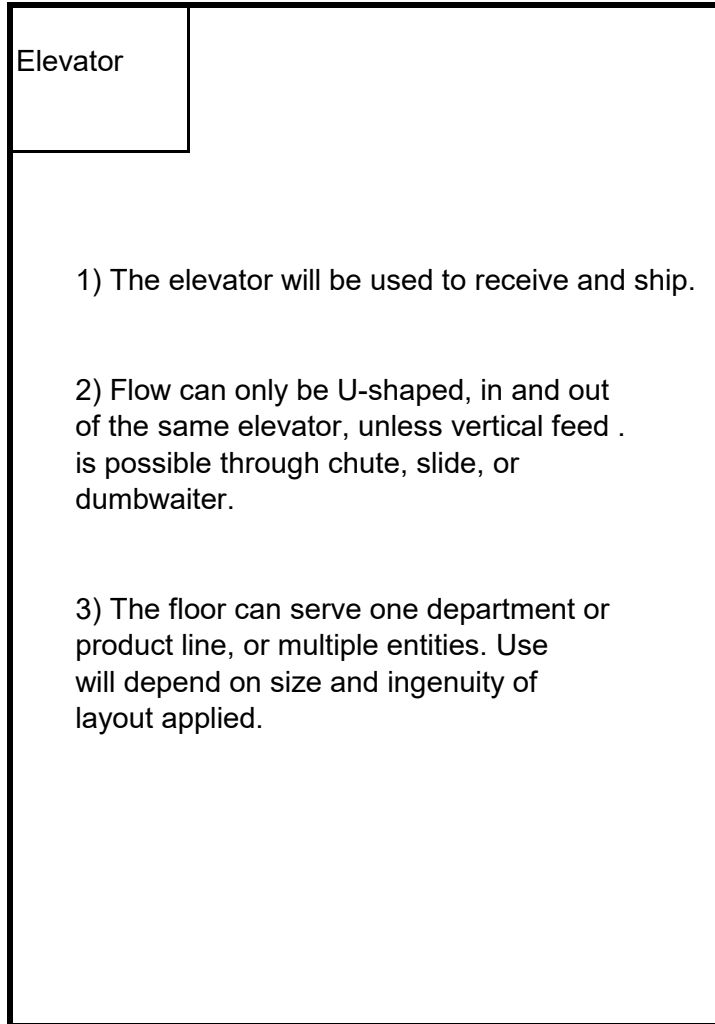 Elevator
1) The elevator will be used to receive and ship.
2) Flow can only be U-shaped, in and out
of the same elevator, unless vertical feed .
is possible through chute, slide, or
dumbwaiter.
3) The floor can serve one department or
product line, or multiple entities. Use
will depend on size and ingenuity of
layout applied.